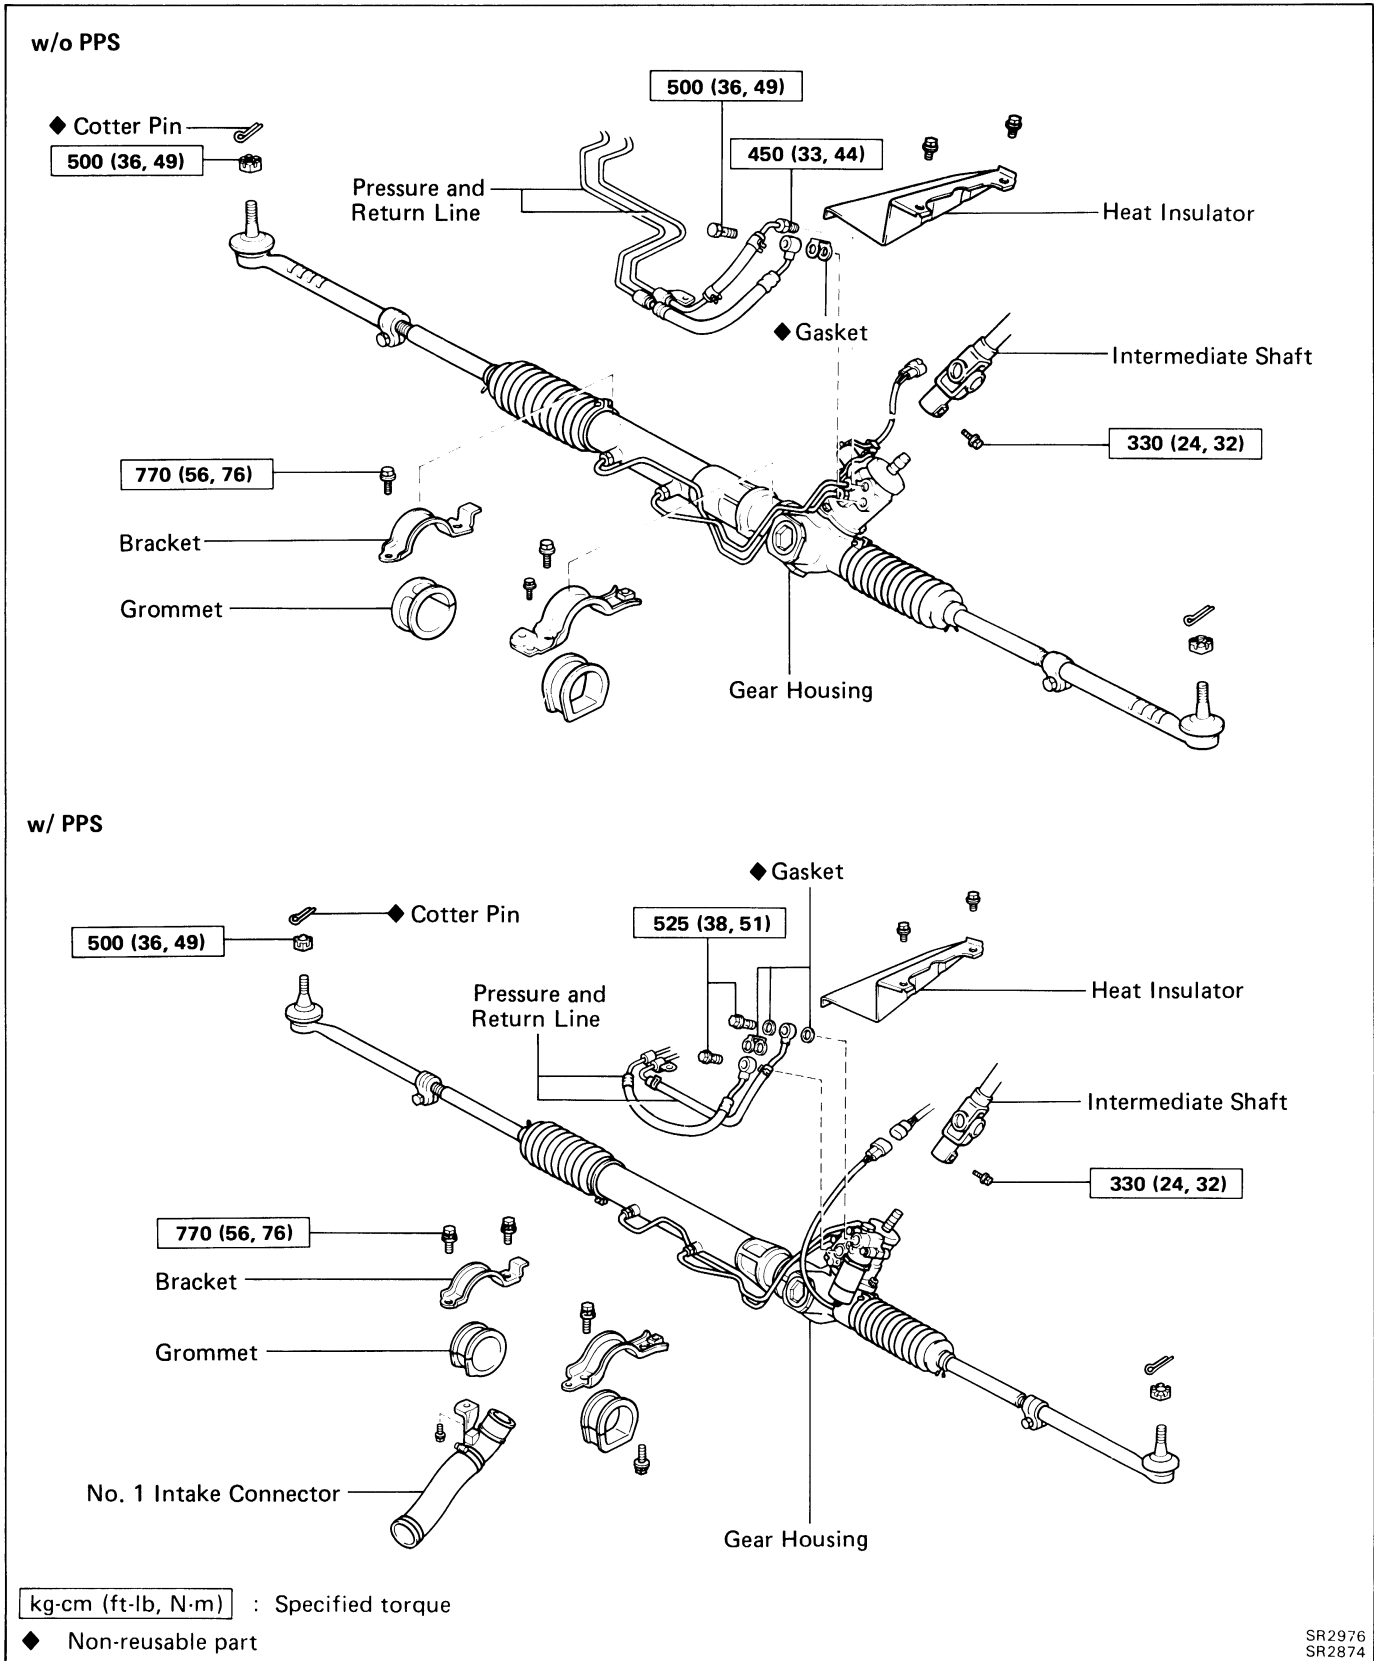 w/o PPS
500 (36, 49)
◆ Cotter Pin
500 (36, 49)
450 (33, 44)
Pressure and
Return Line
Heat Insulator
◆ Gasket
Intermediate Shaft
330 (24, 32)
770 (56, 76)
Bracket
Grommet
Gear Housing
w/ PPS
◆ Gasket
◆ Cotter Pin
525 (38, 51)
500 (36, 49)
Pressure and
Return Line
Heat Insulator
Intermediate Shaft
330 (24, 32)
770 (56, 76)
Bracket
Grommet
No. 1 Intake Connector
Gear Housing
kg-cm (ft-lb, N·m) : Specified torque
◆ Non-reusable part
SR2976
SR2874